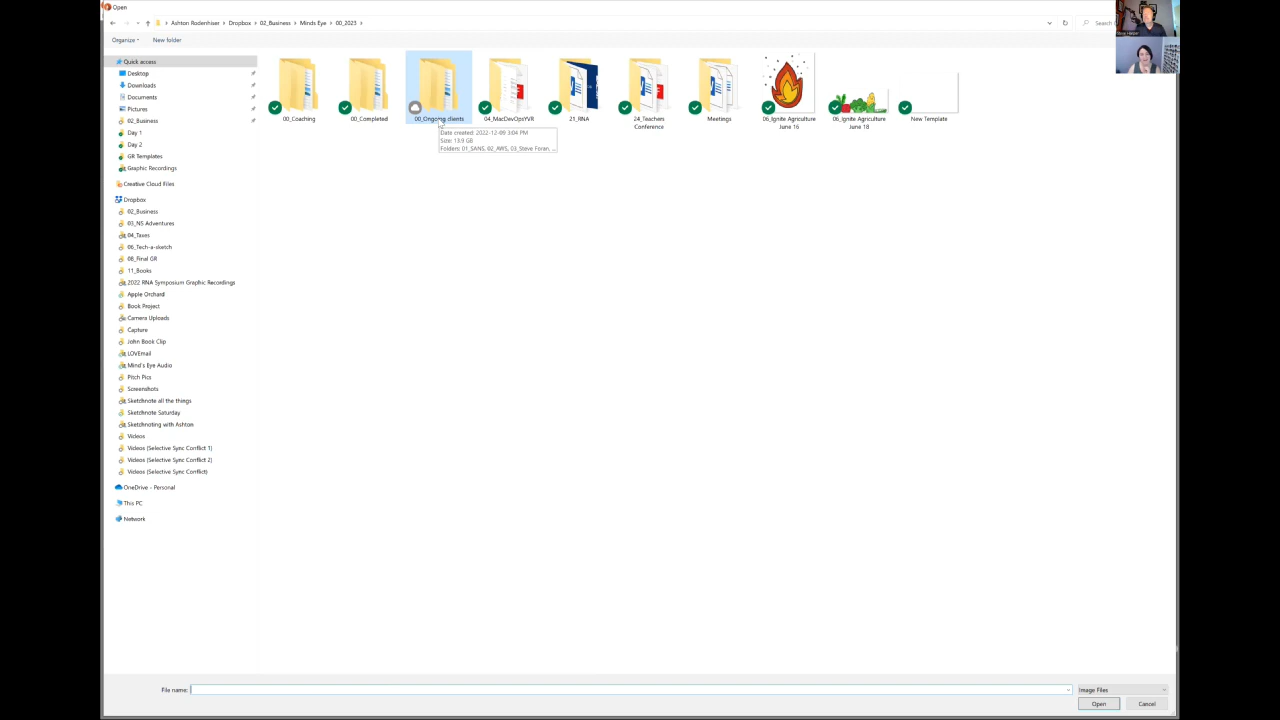 Open
Ashton Rodenhiser > Dropbox > 02_Business > Minds Eye > 00_2023 >
Search
Organize
New folder
Quick access
Desktop
Downloads
Documents
Pictures
02_Business
Day 1
Day 2
GR Templates
Graphic Recordings
Creative Cloud Files
Dropbox
02_Business
03_NS Adventures
04_Taxes
06_Tech-a-sketch
08_Final GR
11_Books
2022 RNA Symposium Graphic Recordings
Apple Orchard
Book Project
Camera Uploads
Capture
John Book Clip
LOVEmail
Mind's Eye Audio
Pitch Pics
Screenshots
Sketchnote all the things
Sketchnote Saturday
Sketchnoting with Ashton
Videos
Videos (Selective Sync Conflict 1)
Videos (Selective Sync Conflict 2)
Videos (Selective Sync Conflict)
OneDrive - Personal
This PC
Network
00_Coaching
00_Completed
00_Ongoing clients
04_MacDevOpsYVR
21_RNA
24_Teachers
Conference
Meetings
06_Ignite Agriculture
June 16
06_Ignite Agriculture
June 18
New Template
Date created: 2022-12-09 3:04 PM
Size: 13.9 GB
Folders: 01_SANS, 02_AWS, 03_Steve Foran, ...
File name:
Image Files
Open
Cancel